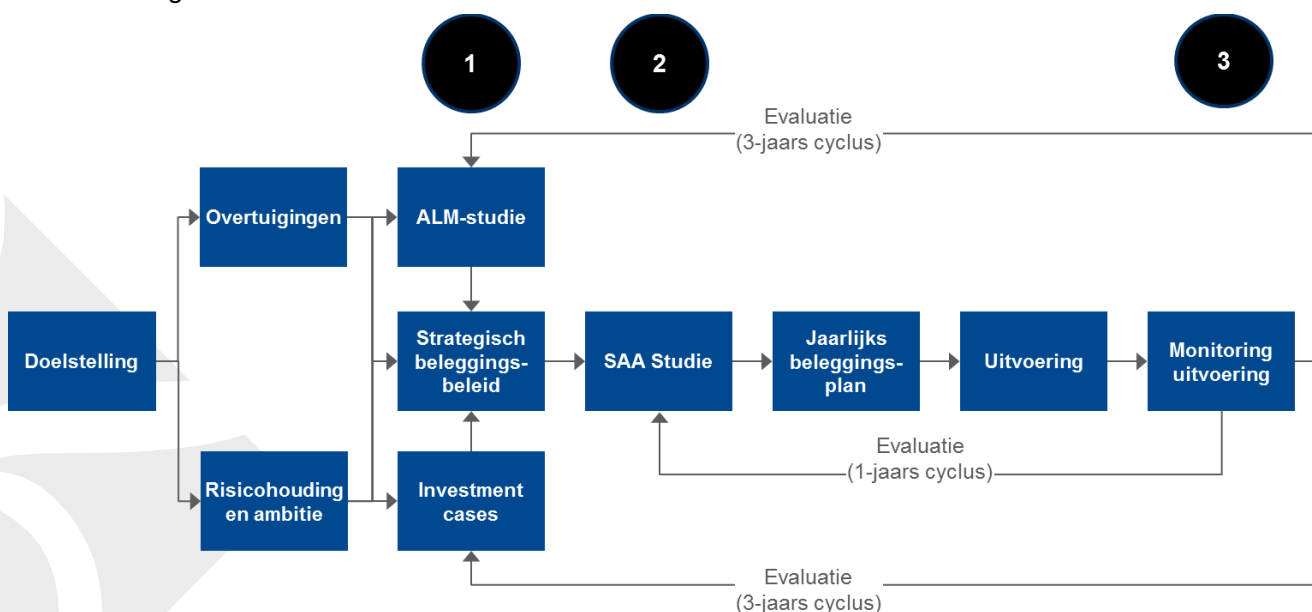 1
2
3
Evaluatie
(3-jaars cyclus)
Overtuigingen
ALM-studie
Doelstelling
Strategisch
beleggings-
beleid
SAA Studie
Jaarlijks
beleggings-
plan
Uitvoering
Monitoring
uitvoering
Evaluatie
(1-jaars cyclus)
Risicohouding
en ambitie
Investment
cases
Evaluatie
(3-jaars cyclus)